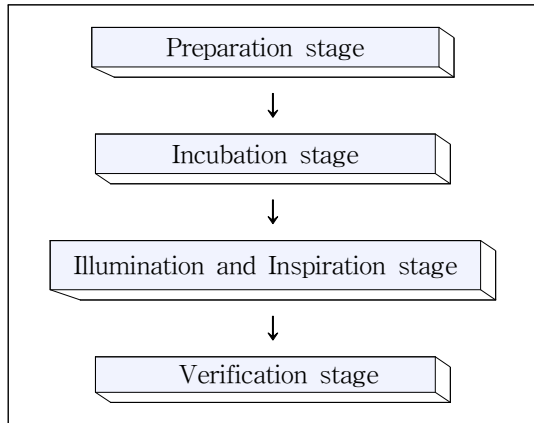 Preparation stage
Incubation stage
Illumination and Inspiration stage
Verification stage